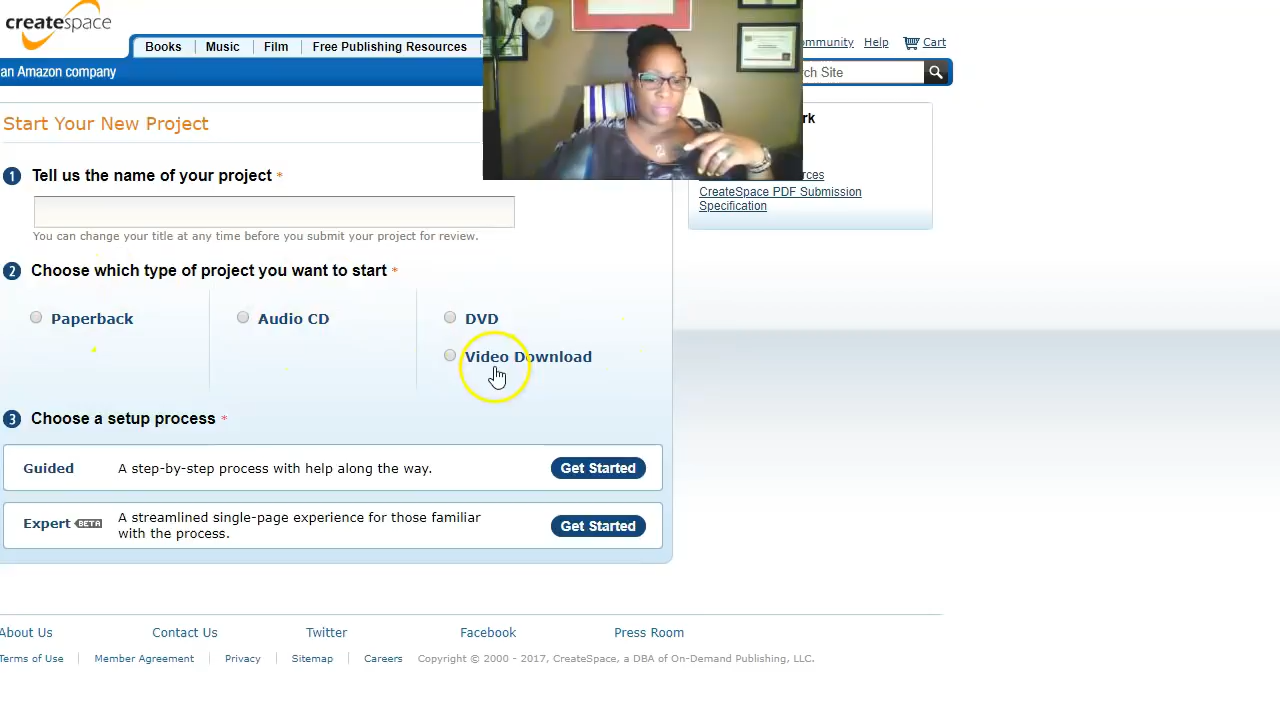 createspace
Books
Music
Film
Free Publishing Resources
ommunity
Help
Cart
an Amazon company
ch Site
Start Your New Project
rk
1 Tell us the name of your project *
rces
CreateSpace PDF Submission
Specification
You can change your title at any time before you submit your project for review.
2 Choose which type of project you want to start *
Paperback
Audio CD
DVD
Video Download
3 Choose a setup process *
Guided
A step-by-step process with help along the way.
Get Started
Expert BETA
A streamlined single-page experience for those familiar
with the process.
Get Started
About Us
Contact Us
Twitter
Facebook
Press Room
Terms of Use
Member Agreement
Privacy
Sitemap
Careers
Copyright © 2000 - 2017, CreateSpace, a DBA of On-Demand Publishing, LLC.